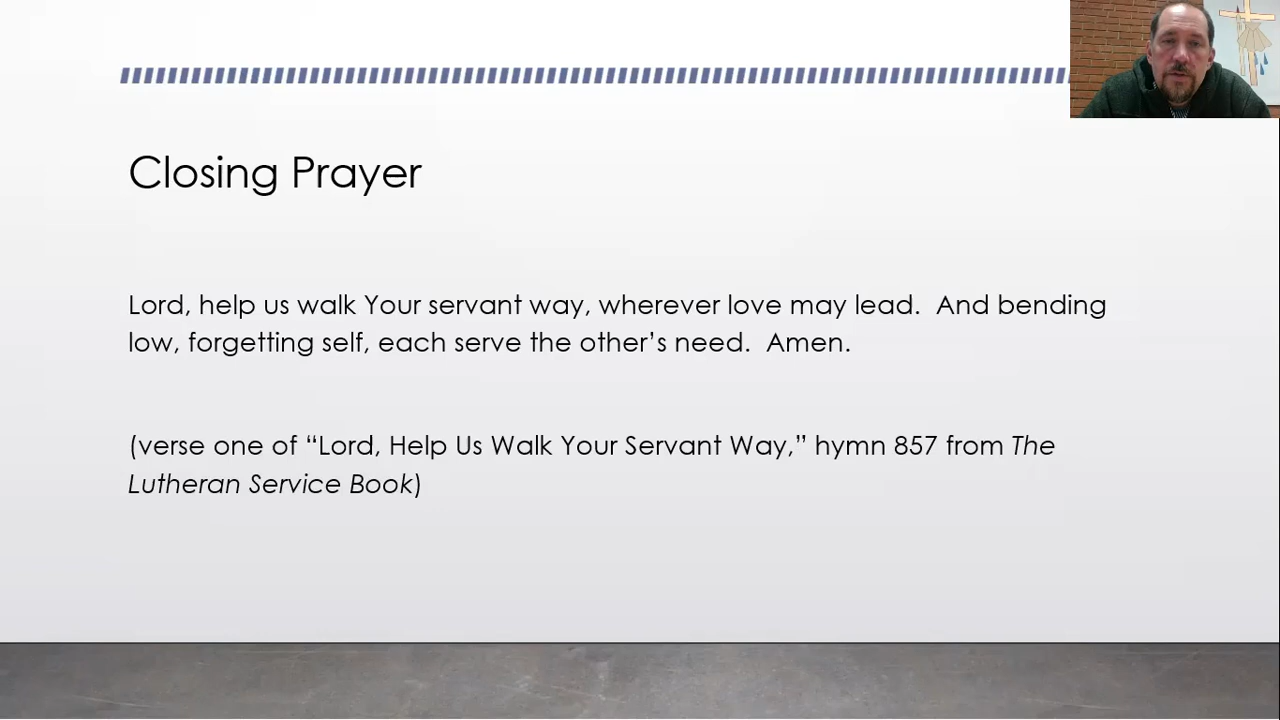 Closing Prayer
Lord, help us walk Your servant way, wherever love may lead.  And bending
low, forgetting self, each serve the other’s need.  Amen.
(verse one of “Lord, Help Us Walk Your Servant Way,” hymn 857 from The
Lutheran Service Book)